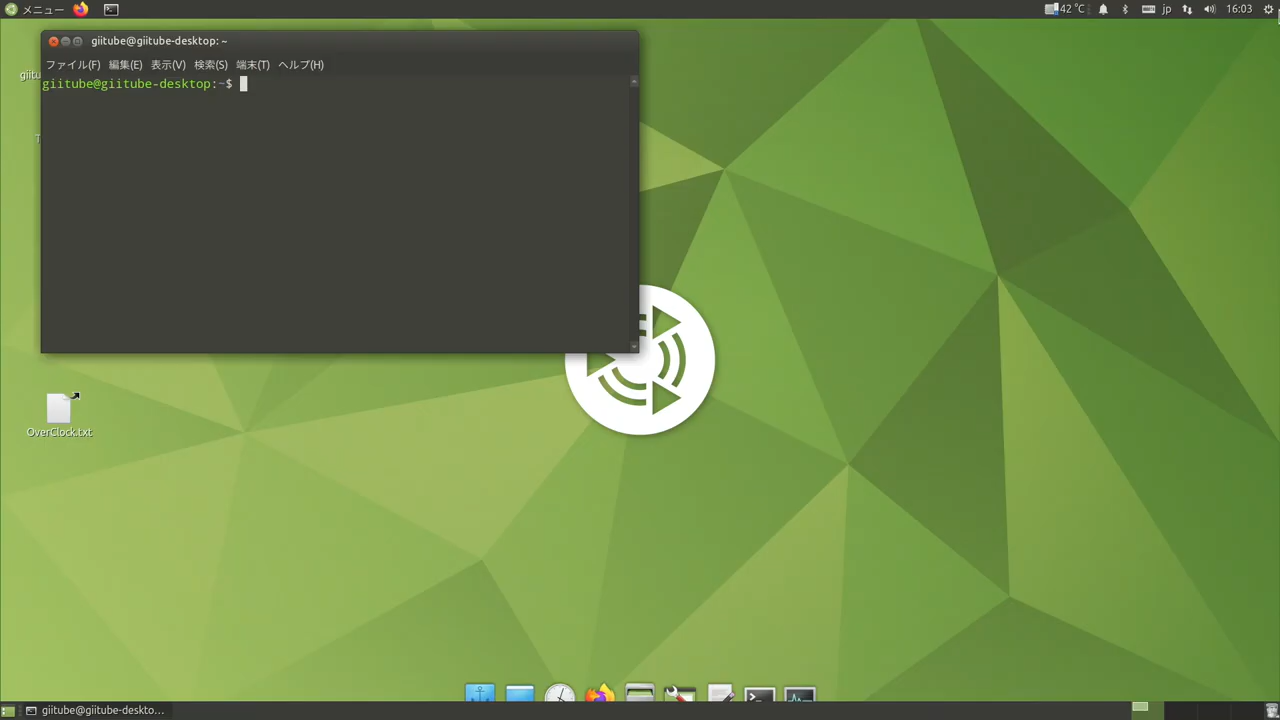 メニュー
42 °C jp 16:03
giitube@giitube-desktop: ~
ファイル(F) 編集(E) 表示(V) 検索(S) 端末(T) ヘルプ(H)
giitu
giitube@giitube-desktop:~$
T
OverClock.txt
giitube@giitube-deskto...